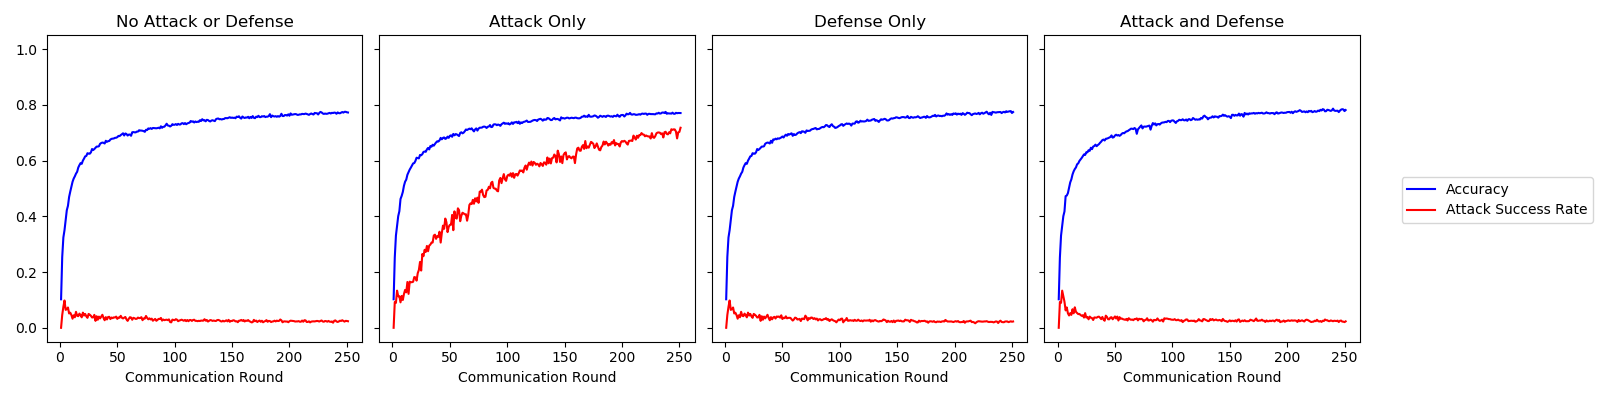 No Attack or Defense
Attack Only
Defense Only
Attack and Defense
1.0
0.8
0.6
0.4
0.2
0.0
0 50 100 150 200 250
0 50 100 150 200 250
0 50 100 150 200 250
0 50 100 150 200 250
Communication Round
Communication Round
Communication Round
Communication Round
Accuracy
Attack Success Rate